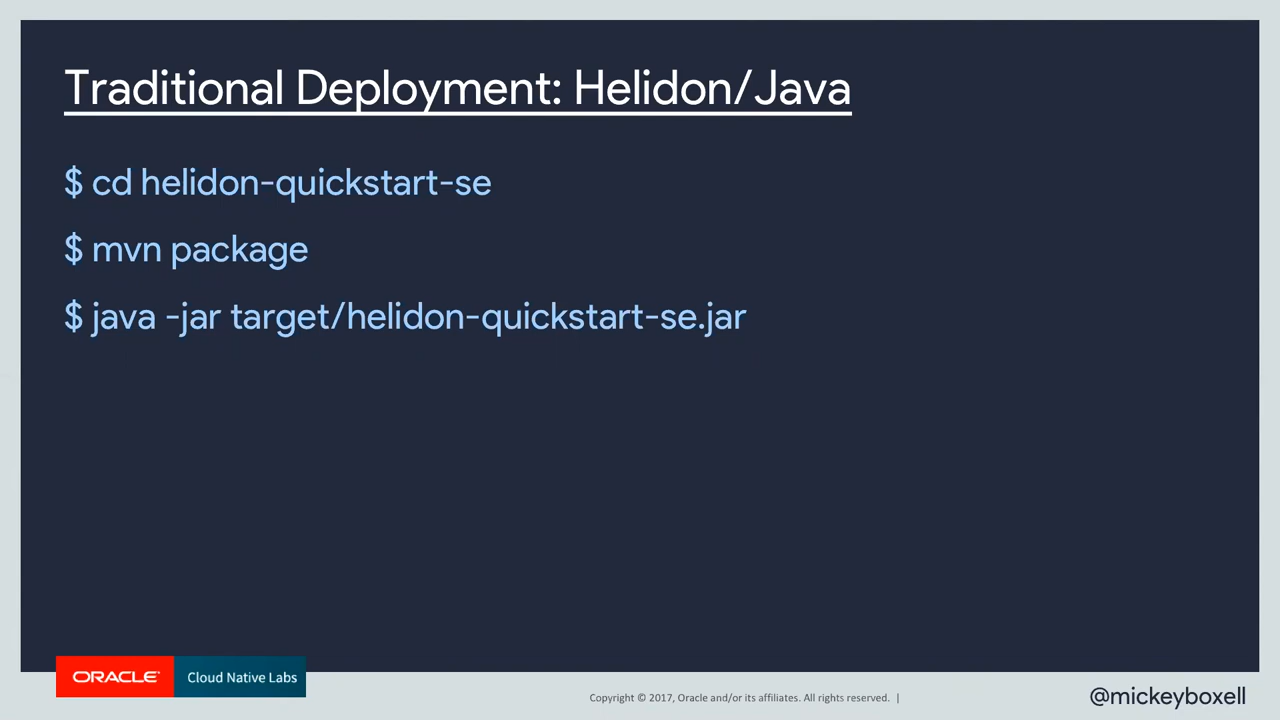 Traditional Deployment: Helidon/Java
$ cd helidon-quickstart-se
$ mvn package
$ java -jar target/helidon-quickstart-se.jar
ORACLE® Cloud Native Labs
Copyright © 2017, Oracle and/or its affiliates. All rights reserved. |
@mickeyboxell